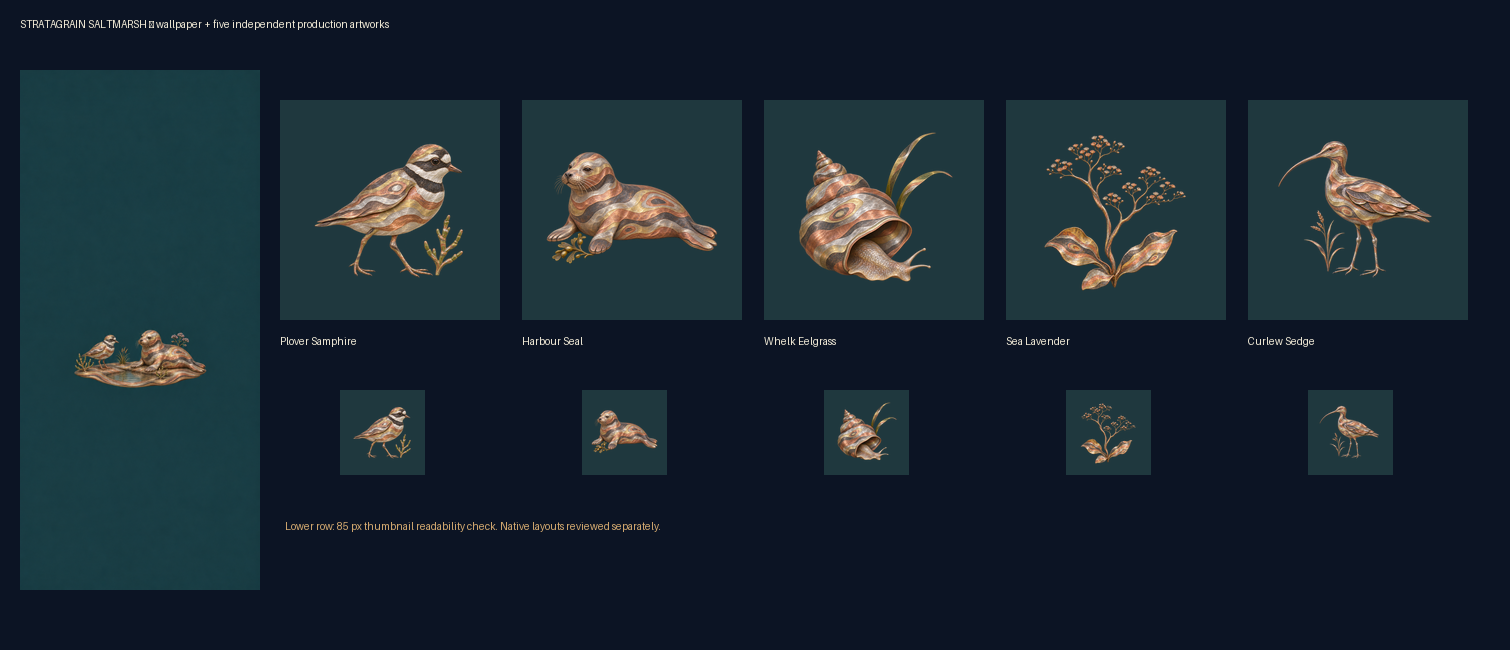 STRATAGRAIN SALTMARSH ▯ wallpaper + five independent production artworks
Plover Samphire
Harbour Seal
Whelk Eelgrass
Sea Lavender
Curlew Sedge
Lower row: 85 px thumbnail readability check. Native layouts reviewed separately.